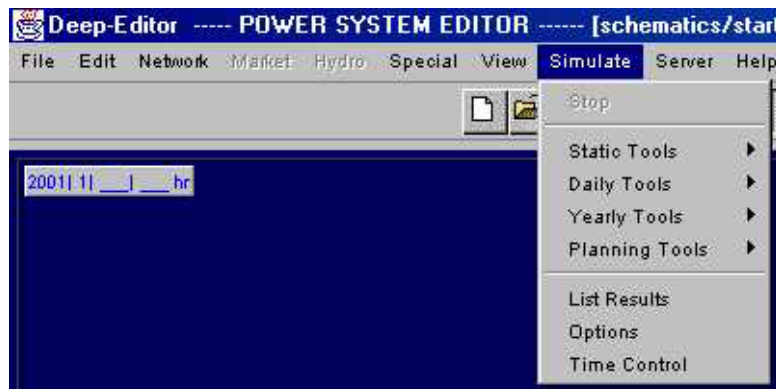 Deep-Editor ----- POWER SYSTEM EDITOR ------ [schematics/start
File Edit Network Market Hydro Special View Simulate Server Help
Stop
2001| 1| ___| ___ hr
Static Tools
Daily Tools
Yearly Tools
Planning Tools
List Results
Options
Time Control